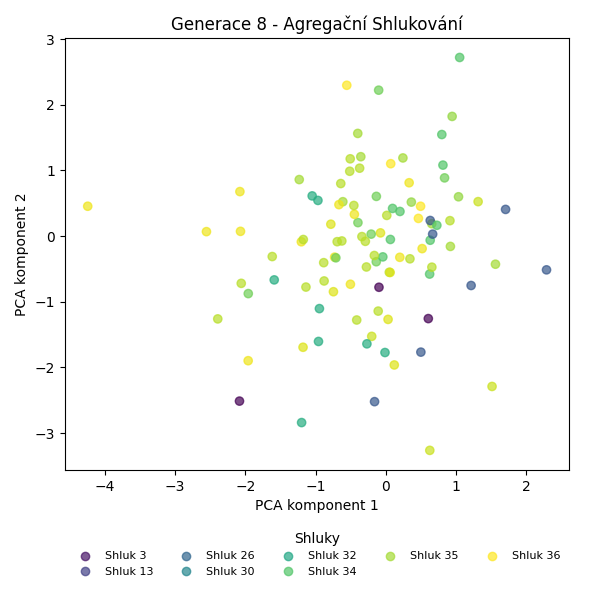 Generace 8 - Agregační Shlukování
3
2
1
0
−1
−2
−3
PCA komponent 2
−4 −3 −2 −1 0 1 2
PCA komponent 1
Shluky
Shluk 3 Shluk 26 Shluk 32 Shluk 35 Shluk 36
Shluk 13 Shluk 30 Shluk 34